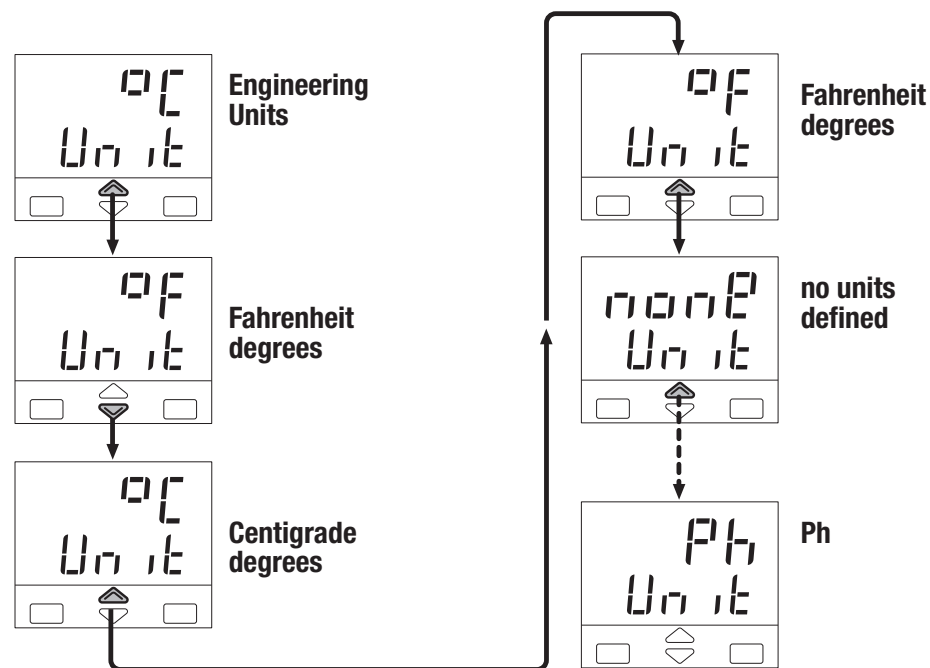 °C
Unit
Engineering
Units
°F
Unit
Fahrenheit
degrees
°C
Unit
Centigrade
degrees
°F
Unit
Fahrenheit
degrees
nonE
Unit
no units
defined
Ph
Unit
Ph